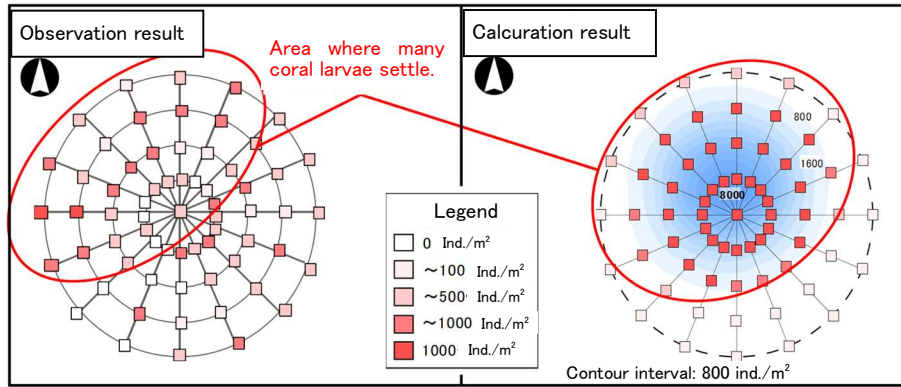 Observation result
Calcuration result
Area where many
coral larvae settle.
800
1600
8000
Legend
0 Ind./m²
～100 Ind./m²
～500 Ind./m²
～1000 Ind./m²
1000 Ind./m²
Contour interval: 800 ind./m²